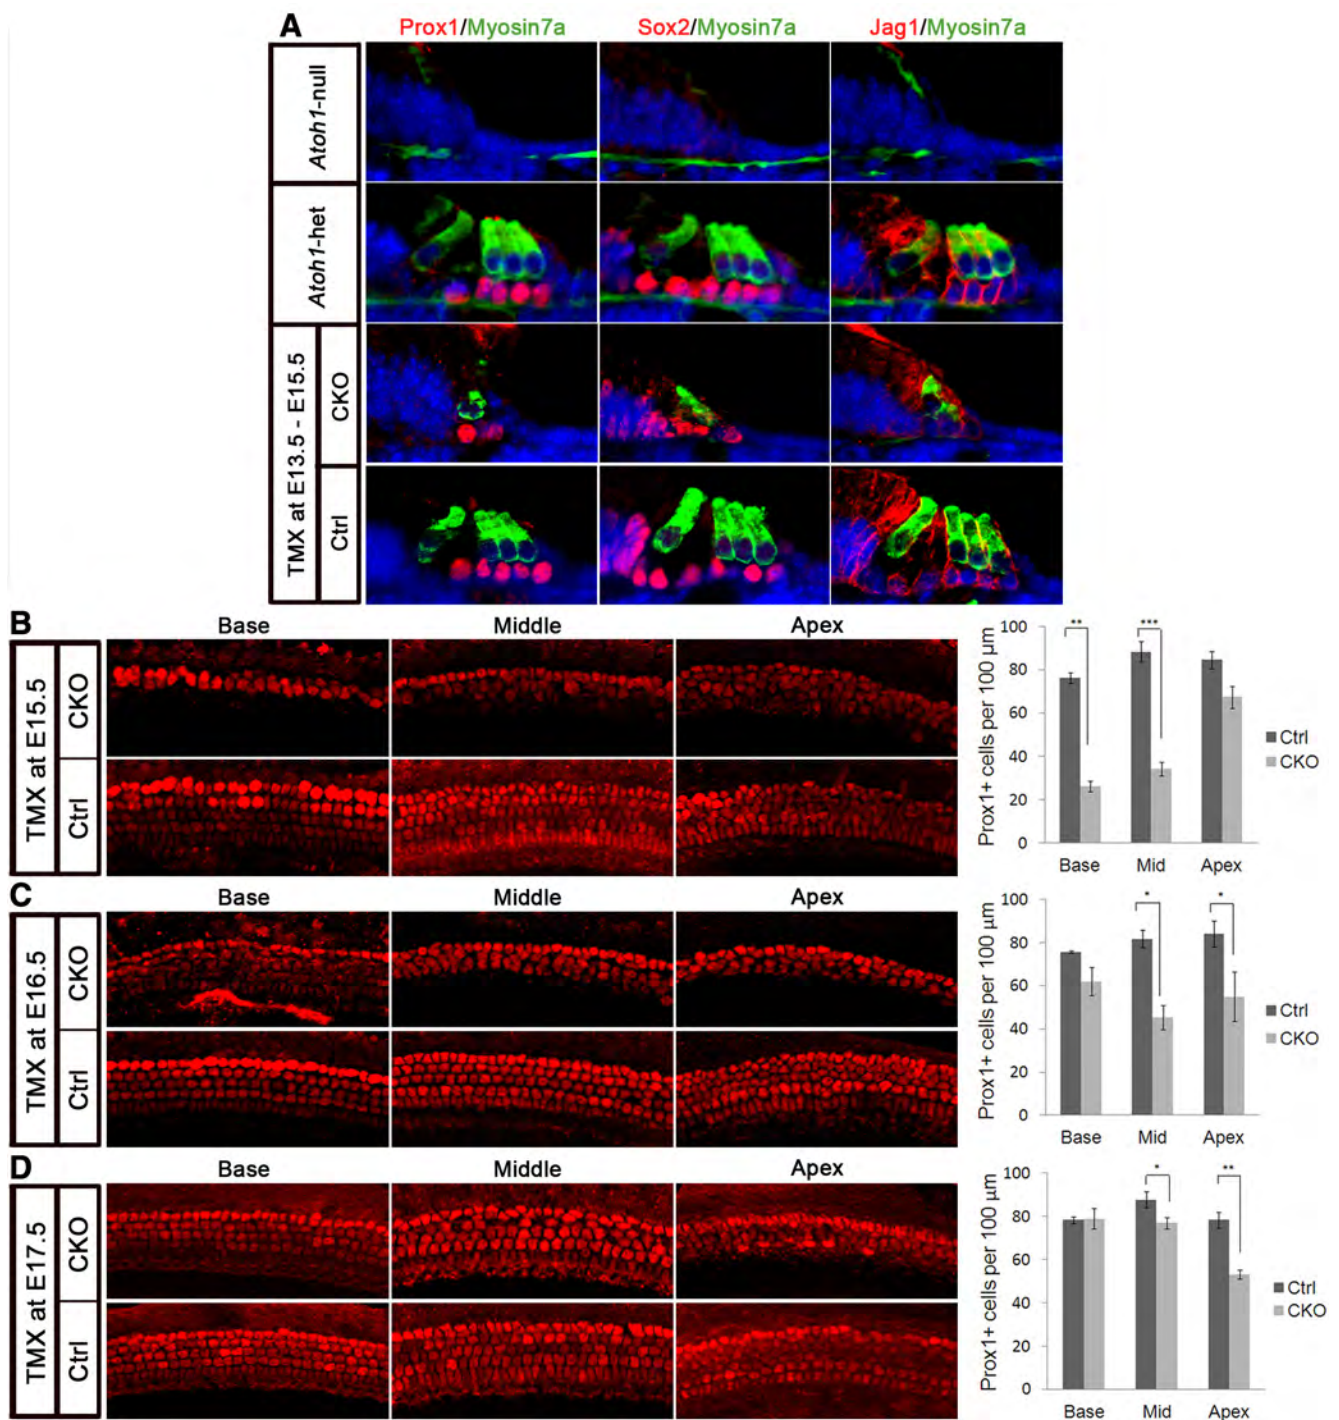 A
Prox1/Myosin7a
Sox2/Myosin7a
Jag1/Myosin7a
Atoh1-null
Atoh1-het
TMX at E13.5 - E15.5
CKO
Ctrl
B
Base
Middle
Apex
TMX at E15.5
CKO
Ctrl
Prox1+ cells per 100 µm
100
80
60
40
20
0
**
***
Base
Mid
Apex
Ctrl
CKO
C
Base
Middle
Apex
TMX at E16.5
CKO
Ctrl
Prox1+ cells per 100 µm
100
80
60
40
20
0
*
*
Base
Mid
Apex
Ctrl
CKO
D
Base
Middle
Apex
TMX at E17.5
CKO
Ctrl
Prox1+ cells per 100 µm
100
80
60
40
20
0
*
**
Base
Mid
Apex
Ctrl
CKO